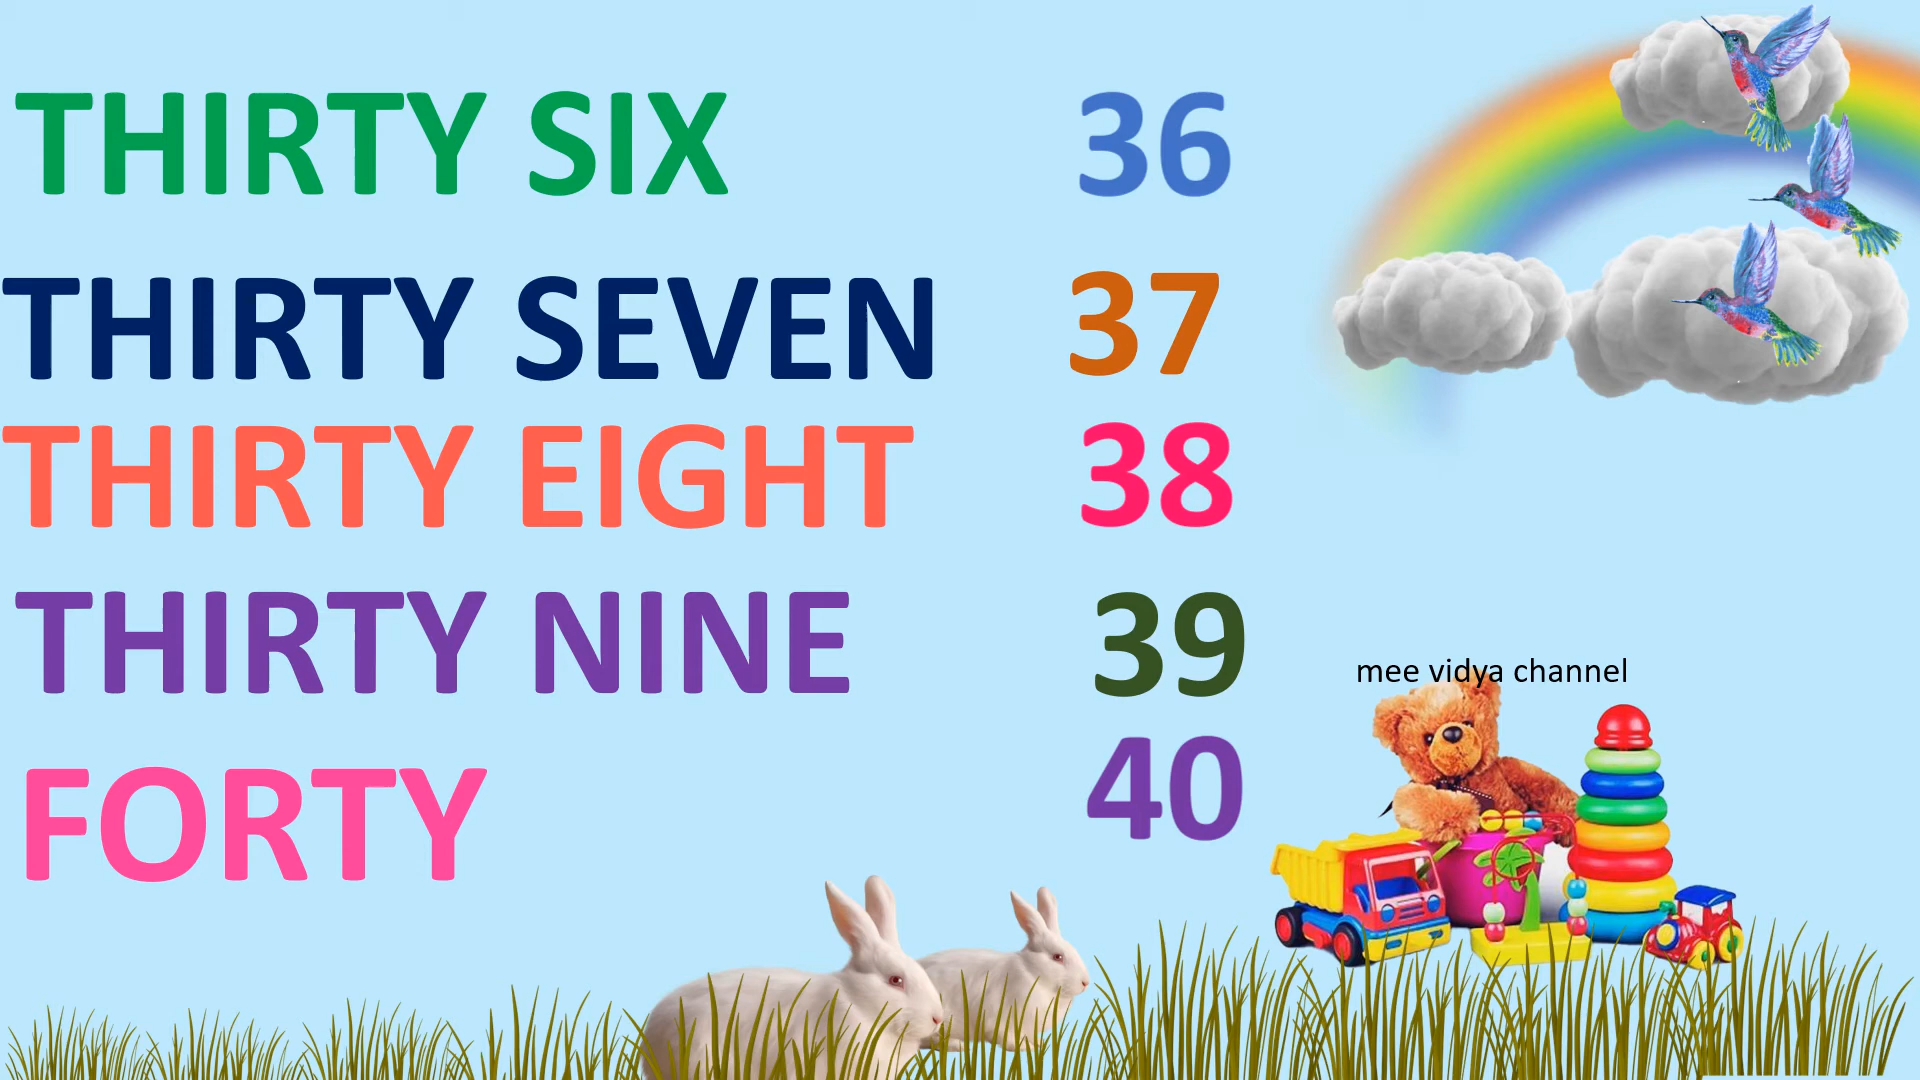 THIRTY SIX 36
THIRTY SEVEN 37
THIRTY EIGHT 38
THIRTY NINE 39
mee vidya channel
FORTY 40